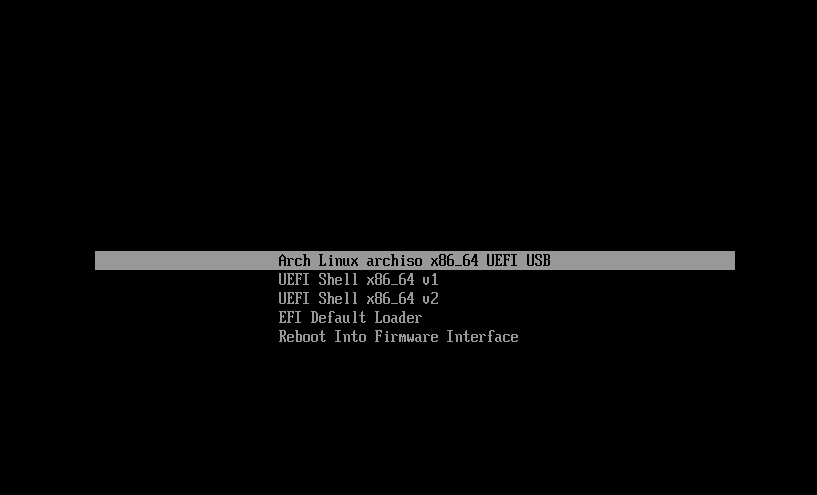 Arch Linux archiso x86_64 UEFI USB
UEFI Shell x86_64 v1
UEFI Shell x86_64 v2
EFI Default Loader
Reboot Into Firmware Interface